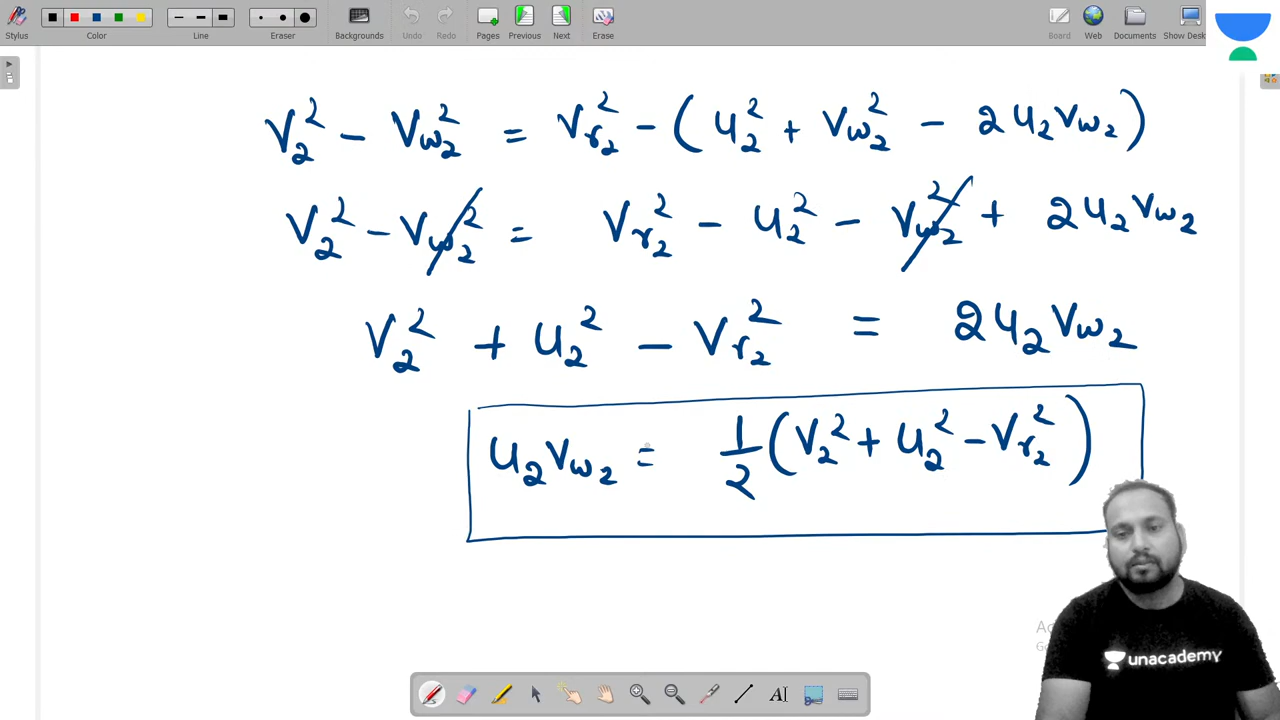 Stylus Color Line Eraser Backgrounds Undo Redo Pages Previous Next Erase Board Web Documents Show Desk
V₂² - Vw₂² = Vr₂² - (u₂² + Vw₂² - 2u₂Vw₂)
V₂² - Vw₂² = Vr₂² - u₂² - Vw₂² + 2u₂Vw₂
V₂² + u₂² - Vr₂² = 2u₂Vw₂
u₂Vw₂ = 1/2 (V₂² + u₂² - Vr₂²)
unacademy